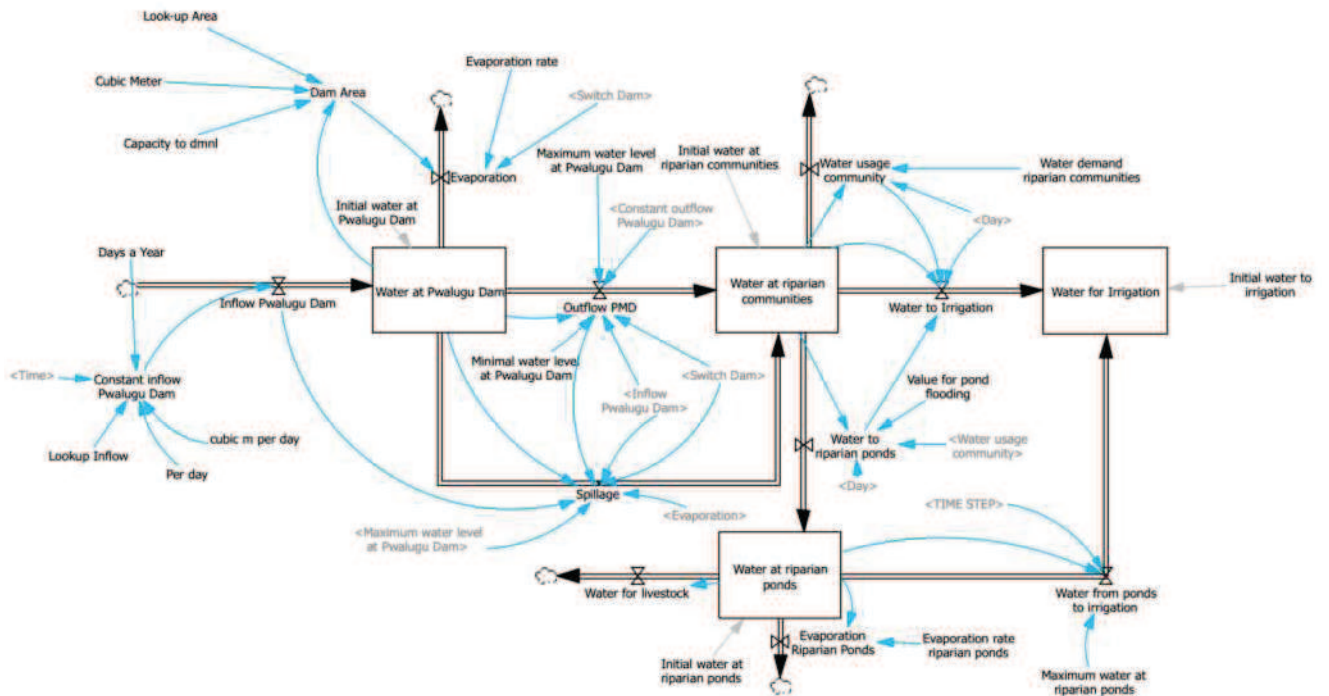 Look-up Area
Cubic Meter
Dam Area
Capacity to dmnl
Evaporation rate
<Switch Dam>
Evaporation
Maximum water level
at Pwalugu Dam
Initial water at
riparian communities
Water usage
community
Water demand
riparian communities
Initial water at
Pwalugu Dam
<Constant outflow
Pwalugu Dam>
<Day>
Days a Year
Inflow Pwalugu Dam
Water at Pwalugu Dam
Outflow PMD
Water at riparian
communities
Water to Irrigation
Water for Irrigation
Initial water to
irrigation
Minimal water level
at Pwalugu Dam
<Switch Dam>
<Inflow
Pwalugu Dam>
Value for pond
flooding
<Time>
Constant inflow
Pwalugu Dam
cubic m per day
Lookup Inflow
Per day
Water to
riparian ponds
<Water usage
community>
<Day>
Spillage
<Evaporation>
<Maximum water level
at Pwalugu Dam>
<TIME STEP>
Water at riparian
ponds
Water for livestock
Water from ponds
to irrigation
Evaporation
Riparian Ponds
Evaporation rate
riparian ponds
Initial water at
riparian ponds
Maximum water at
riparian ponds